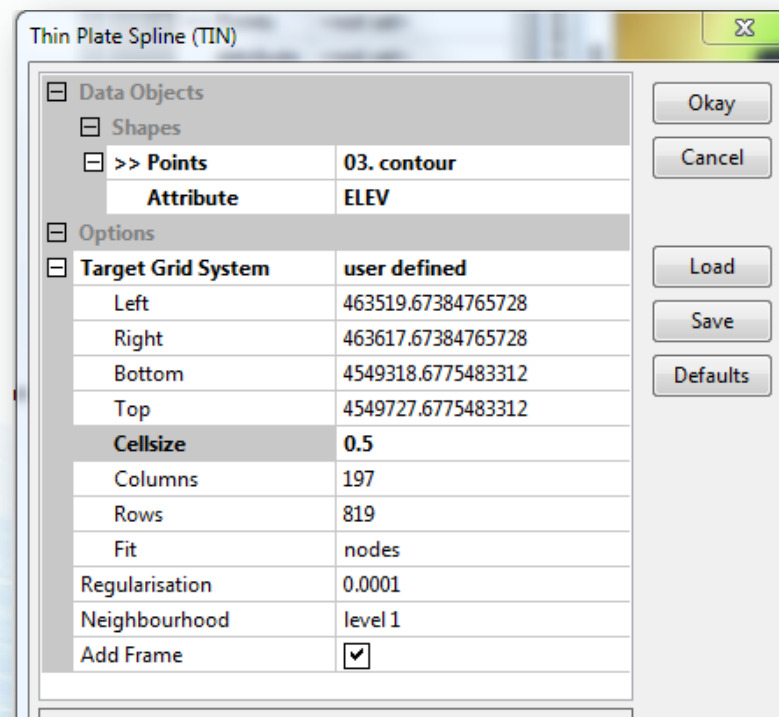 Thin Plate Spline (TIN)
Data Objects
Shapes
>> Points 03. contour
Attribute ELEV
Options
Target Grid System user defined
Left 463519.67384765728
Right 463617.67384765728
Bottom 4549318.6775483312
Top 4549727.6775483312
Cellsize 0.5
Columns 197
Rows 819
Fit nodes
Regularisation 0.0001
Neighbourhood level 1
Add Frame
Okay
Cancel
Load
Save
Defaults